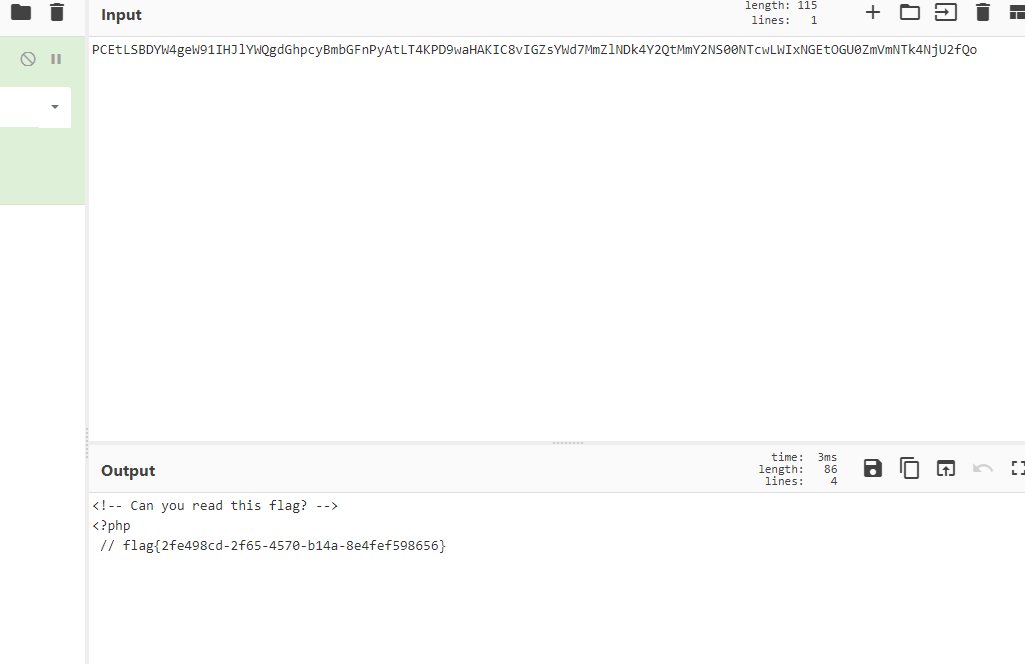 Input
length: 115
lines: 1
PCEtLSBDYW4geW91IHJlYWQgdGhpcyBmbGFnPyAtLT4KPD9waHAKIC8vIGZsYWd7MmZlNDk4Y2QtMmY2NS00NTcwLWIxNGEtOGU0ZmVmNTk4NjU2fQo
Output
time: 3ms
length: 86
lines: 4
<!-- Can you read this flag? -->
<?php
// flag{2fe498cd-2f65-4570-b14a-8e4fef598656}